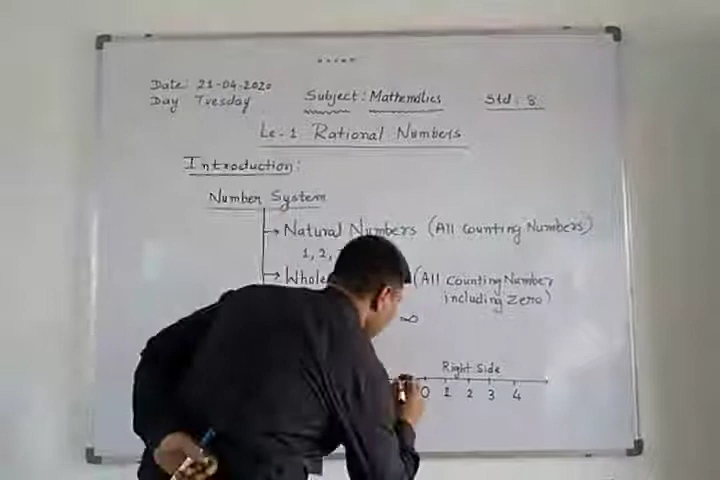 Date: 21-04-2020
Day Tuesday
Subject: Mathematics
Std: 8
Le-1 Rational Numbers
Introduction:
Number System
→ Natural Numbers (All Counting Numbers)
1, 2,
→ Whole (All Counting Number
including Zero)
∞
Right Side
0 1 2 3 4